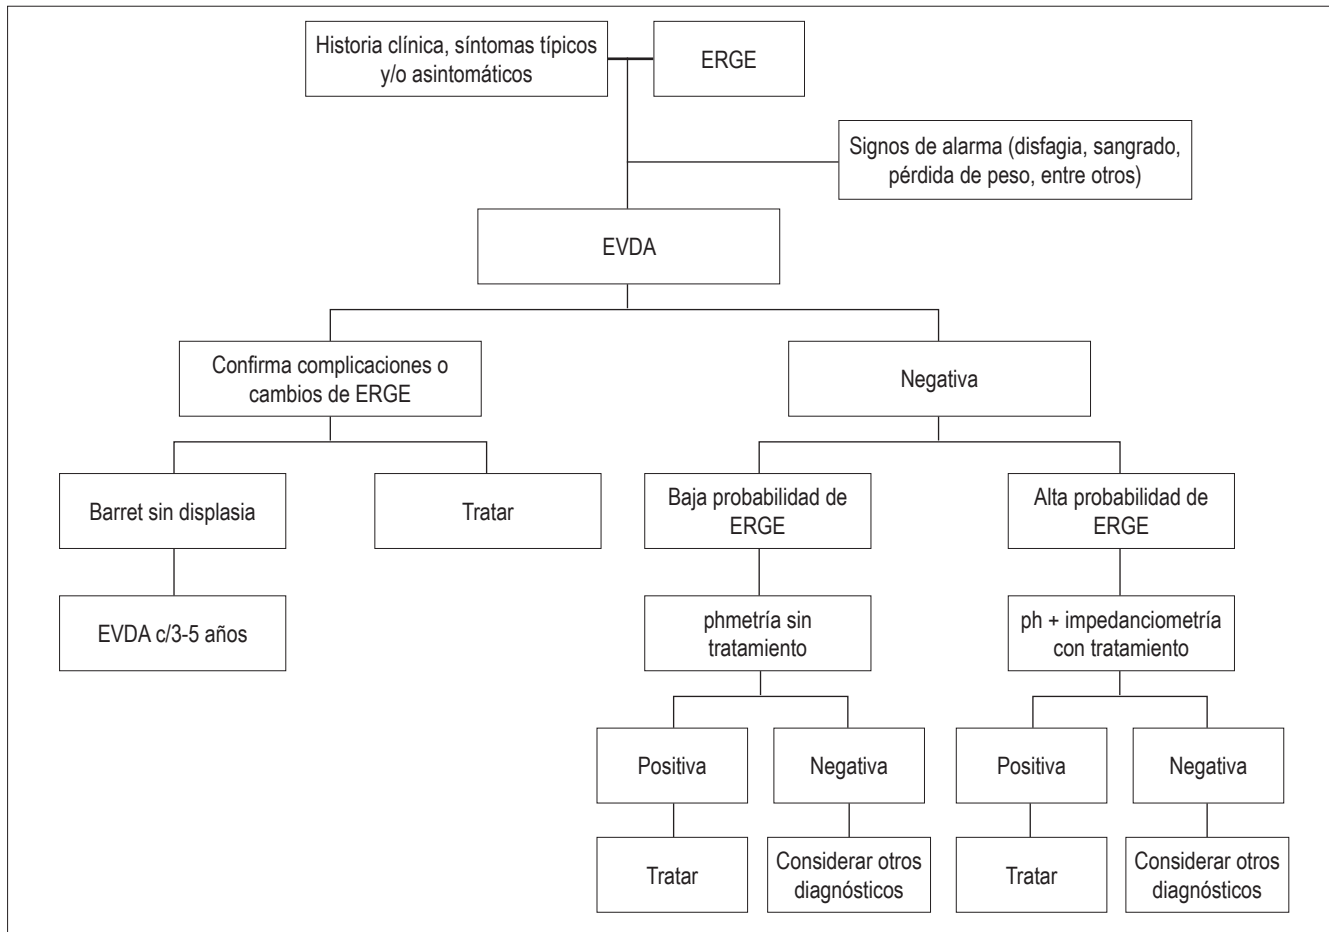 Historia clínica, síntomas típicos
y/o asintomáticos
ERGE
Signos de alarma (disfagia, sangrado,
pérdida de peso, entre otros)
EVDA
Confirma complicaciones o
cambios de ERGE
Negativa
Barret sin displasia
Tratar
Baja probabilidad de
ERGE
Alta probabilidad de
ERGE
EVDA c/3-5 años
phmetría sin
tratamiento
ph + impedanciometría
con tratamiento
Positiva
Negativa
Positiva
Negativa
Tratar
Considerar otros
diagnósticos
Tratar
Considerar otros
diagnósticos